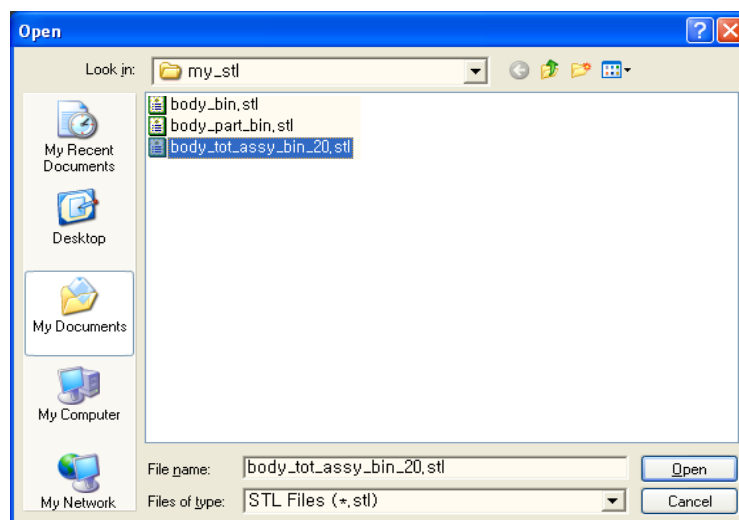 Open
Look in:
my_stl
body_bin.stl
body_part_bin.stl
body_tot_assy_bin_20.stl
My Recent
Documents
Desktop
My Documents
My Computer
My Network
File name:
body_tot_assy_bin_20.stl
Open
Files of type:
STL Files (*.stl)
Cancel